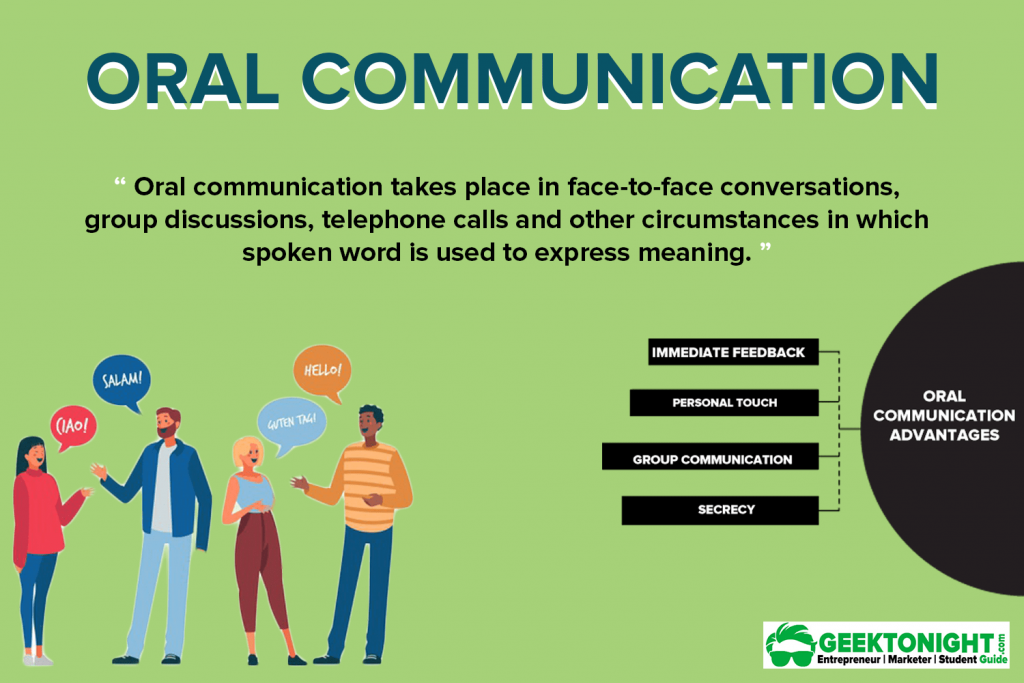 ORAL COMMUNICATION
“ Oral communication takes place in face-to-face conversations,
group discussions, telephone calls and other circumstances in which
spoken word is used to express meaning. ”
CIAO!
SALAM!
GUTEN TAG!
HELLO!
IMMEDIATE FEEDBACK
PERSONAL TOUCH
GROUP COMMUNICATION
SECRECY
ORAL
COMMUNICATION
ADVANTAGES
GEEKTONIGHT.com
Entrepreneur | Marketer | Student Guide